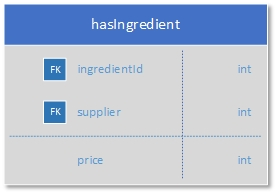 hasIngredient
FK ingredientId int
FK supplier int
price int